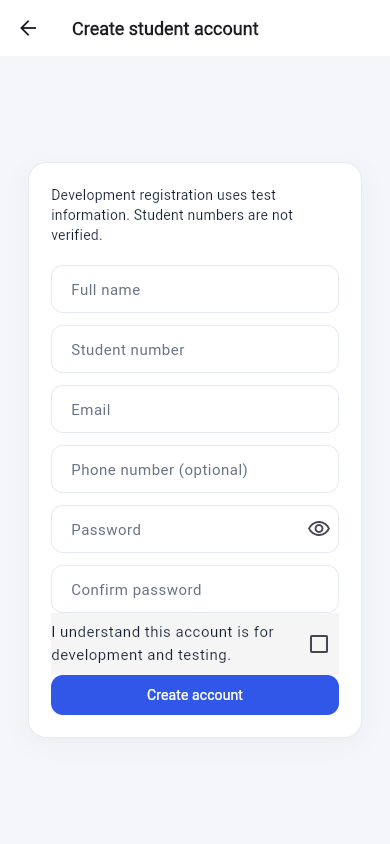 Create student account
Development registration uses test
information. Student numbers are not
verified.
Full name
Student number
Email
Phone number (optional)
Password
Confirm password
I understand this account is for
development and testing.
Create account